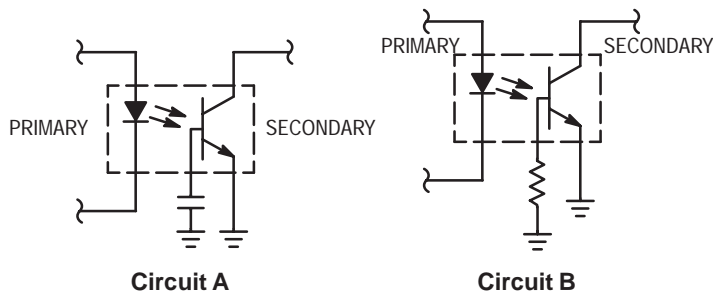 PRIMARY
SECONDARY
Circuit A
PRIMARY
SECONDARY
Circuit B